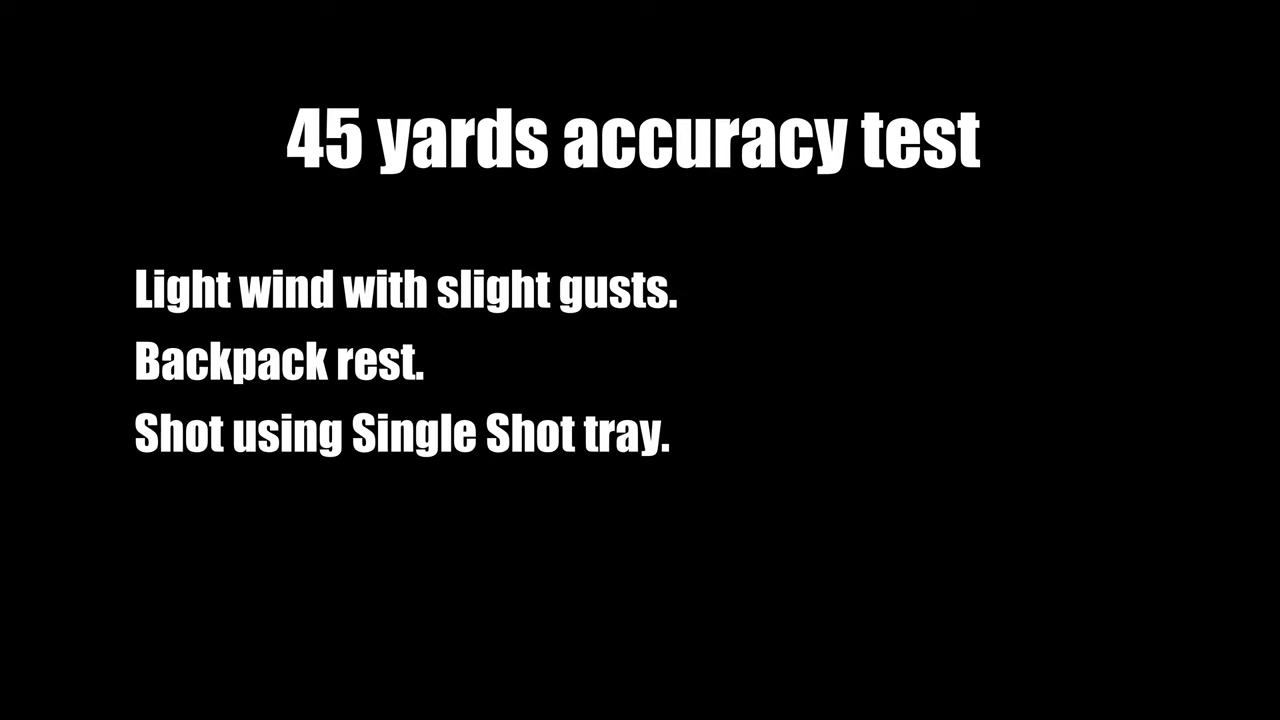 45 yards accuracy test
Light wind with slight gusts.
Backpack rest.
Shot using Single Shot tray.